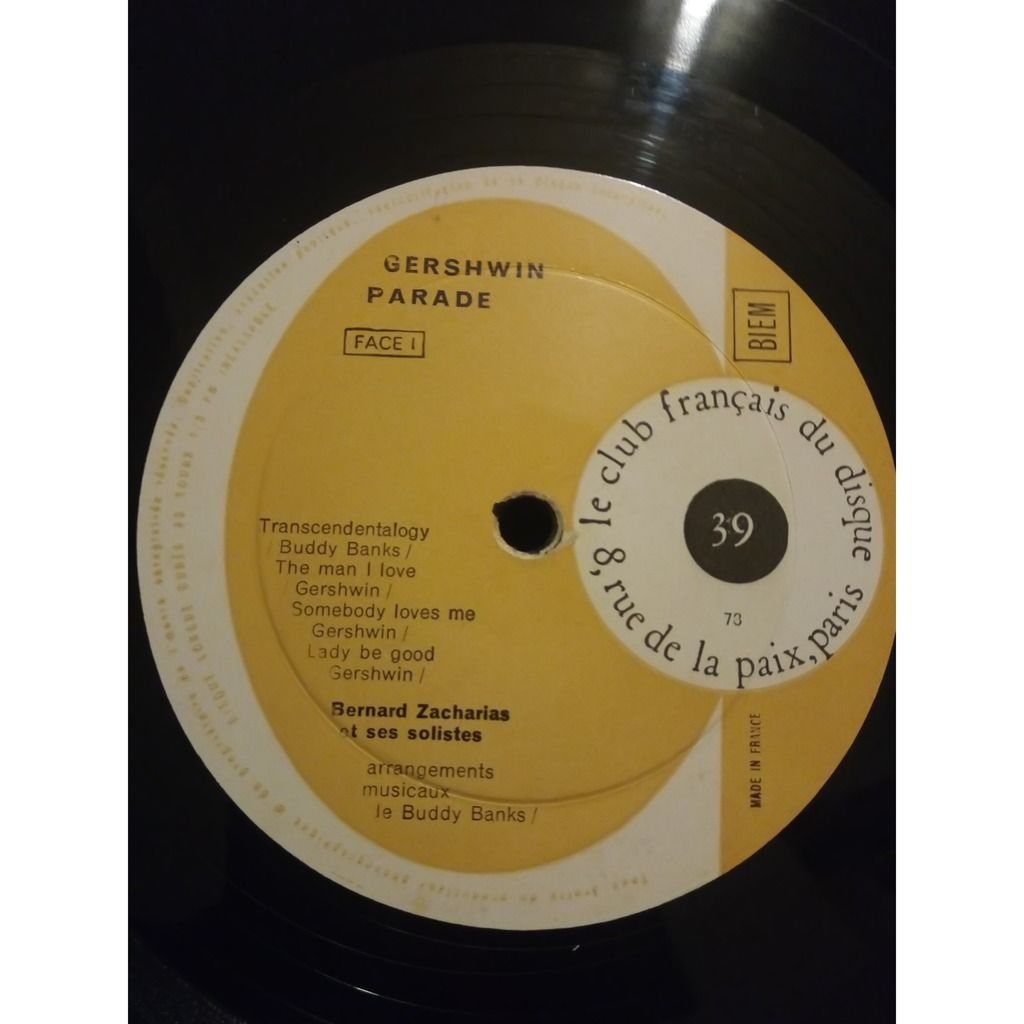 GERSHWIN
PARADE
FACE 1
BIEM
le club français du disque
8, rue de la paix, paris
39
73
Transcendentalogy
Buddy Banks /
The man I love
Gershwin /
Somebody loves me
Gershwin /
Lady be good
Gershwin /
Bernard Zacharias
et ses solistes
arrangements
musicaux
le Buddy Banks /
MADE IN FRANCE